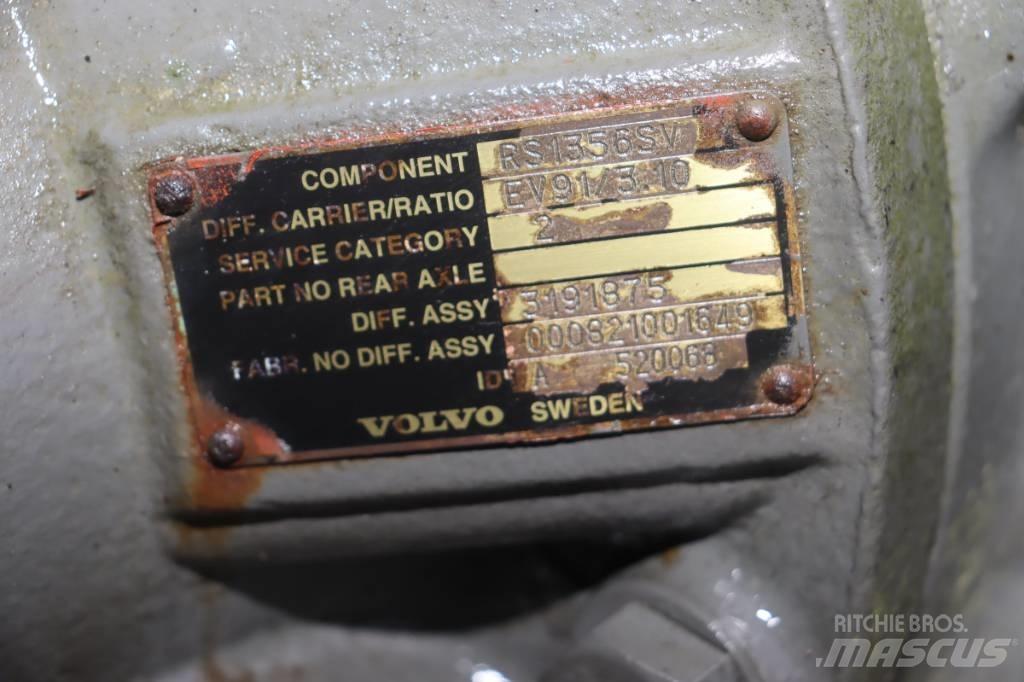 COMPONENT RS1356SV
DIFF. CARRIER/RATIO EV91/3.10
SERVICE CATEGORY 2
PART NO REAR AXLE
DIFF. ASSY 3191875
FABR. NO DIFF. ASSY 000821001649
ID A 520068
VOLVO SWEDEN
RITCHIE BROS.
MASCUS